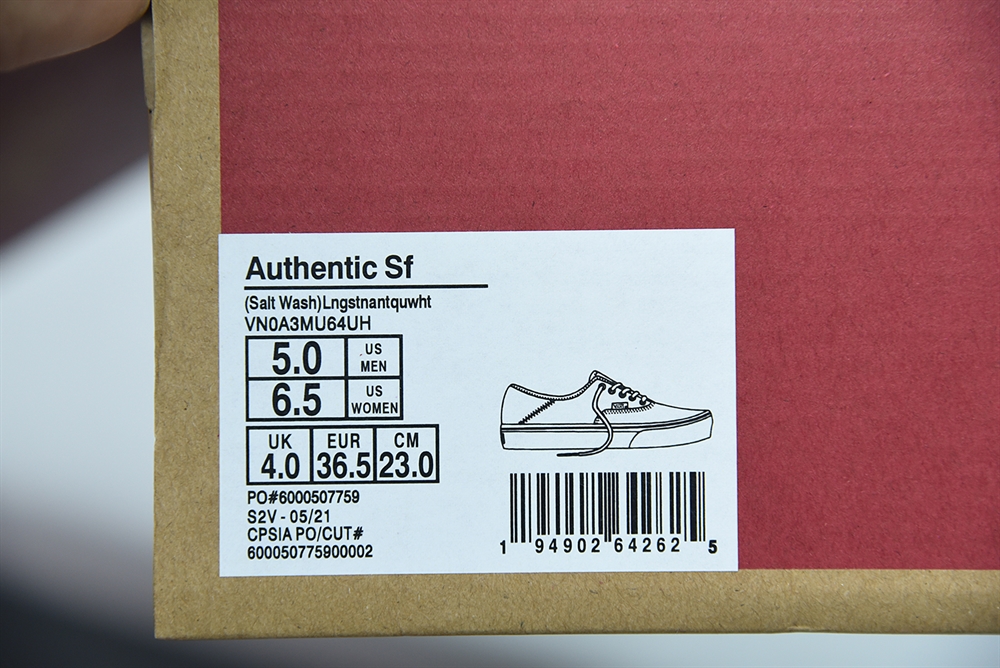 Authentic Sf
(Salt Wash)Lngstnantquwht
VN0A3MU64UH
5.0 US MEN
6.5 US WOMEN
UK EUR CM
4.0 36.5 23.0
PO#6000507759
S2V - 05/21
CPSIA PO/CUT#
600050775900002
1 94902 64262 5